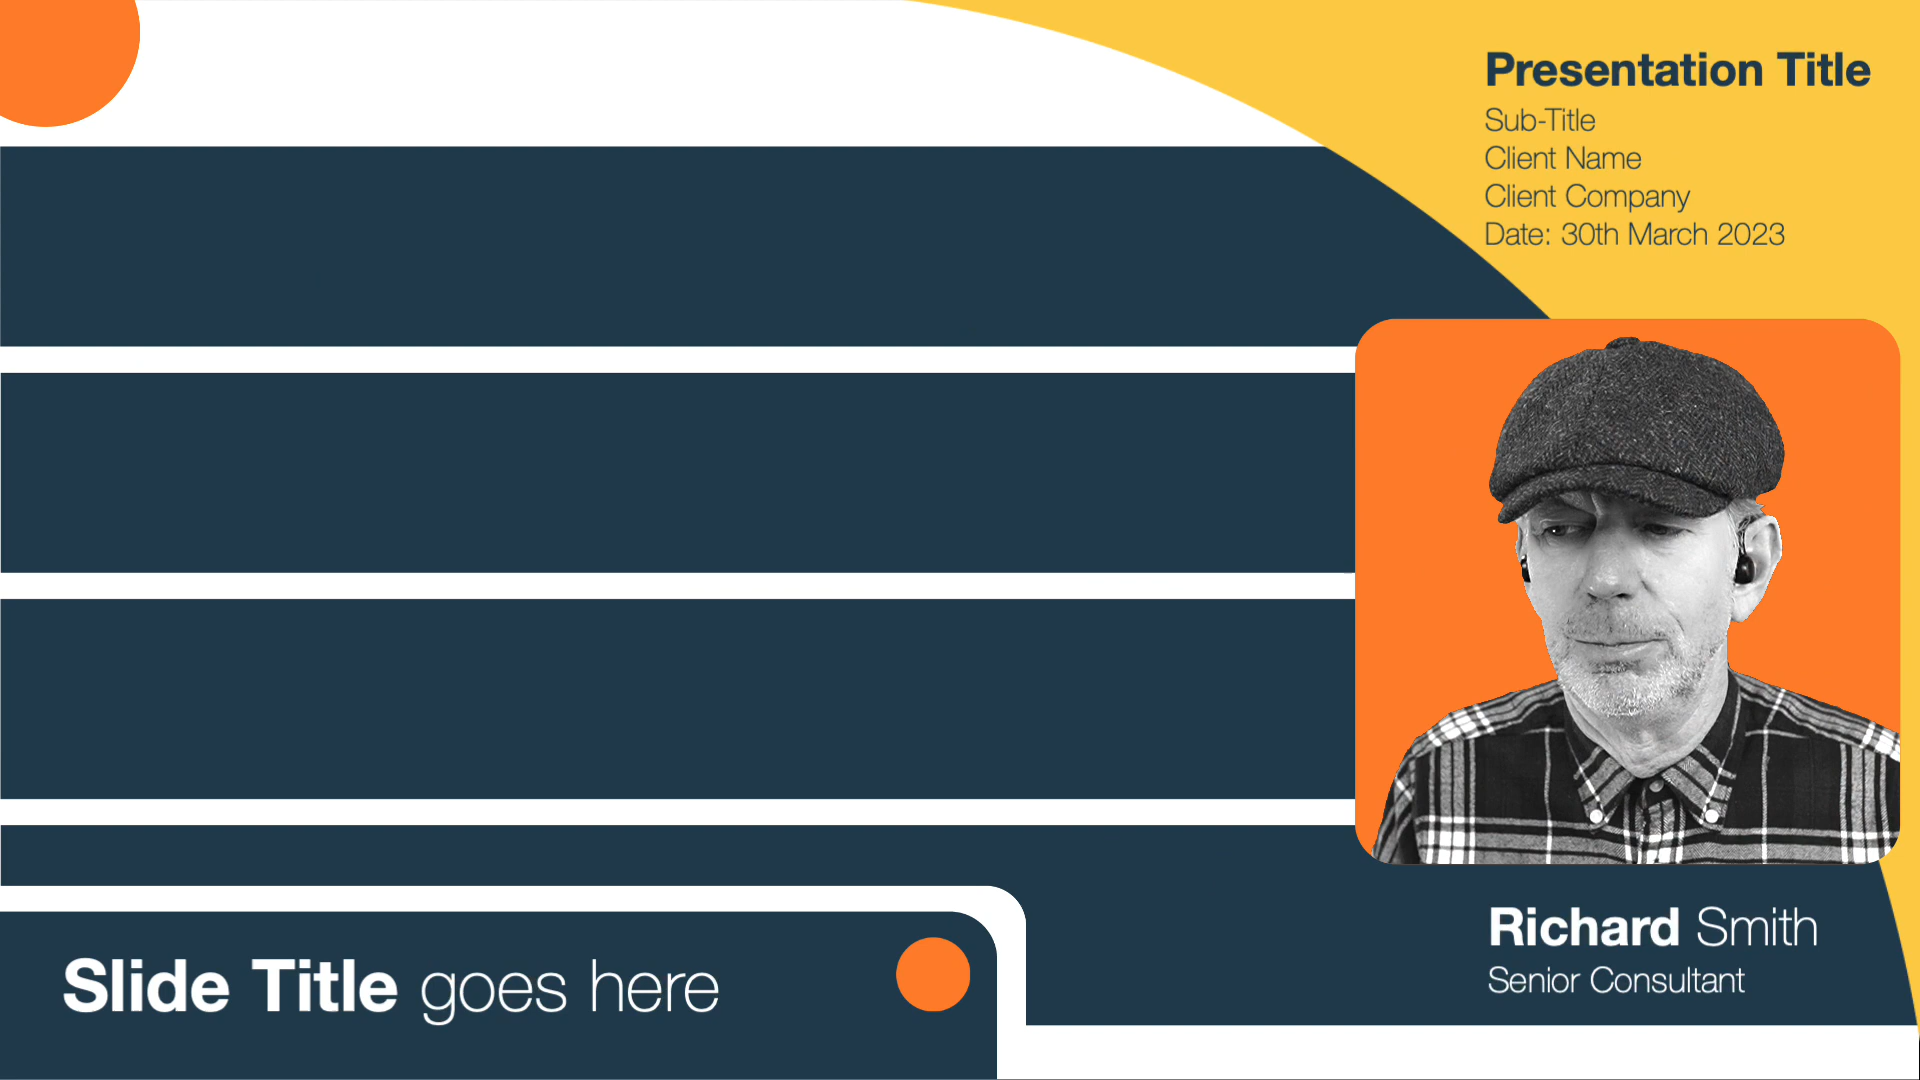 Presentation Title
Sub-Title
Client Name
Client Company
Date: 30th March 2023
Richard Smith
Senior Consultant
Slide Title goes here